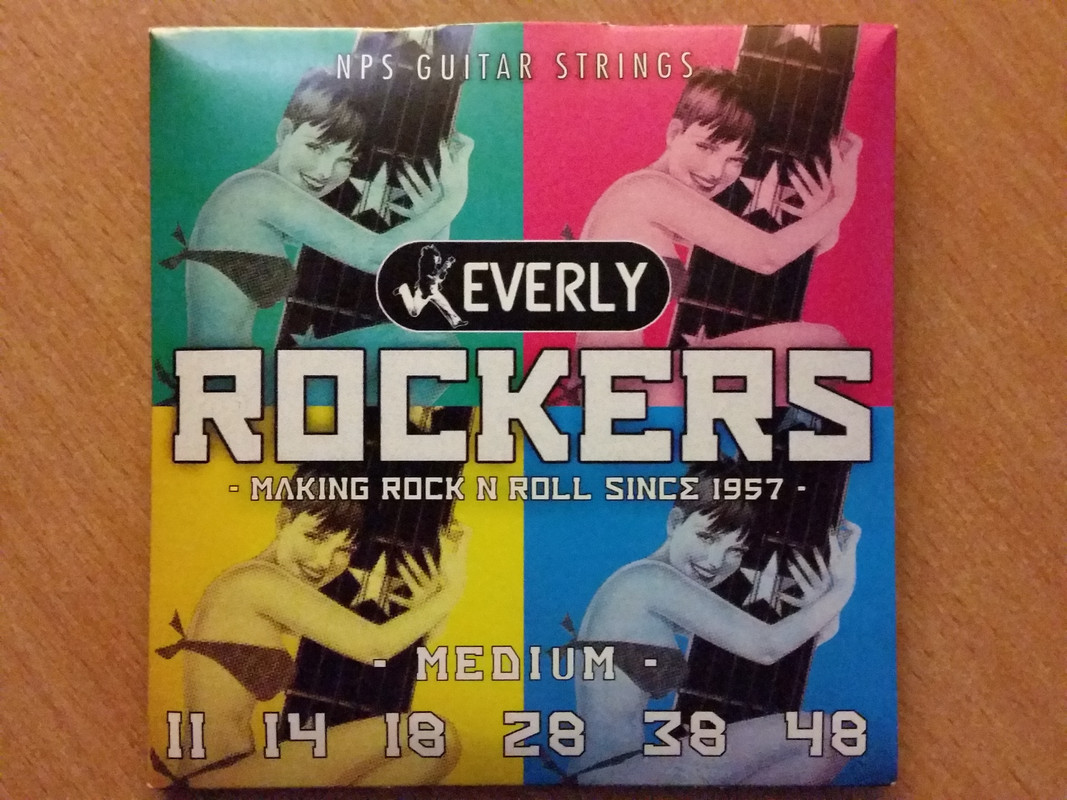 NPS GUITAR STRINGS
EVERLY
ROCKERS
- MAKING ROCK N ROLL SINCE 1957 -
- MEDIUM -
11 14 18 28 38 48